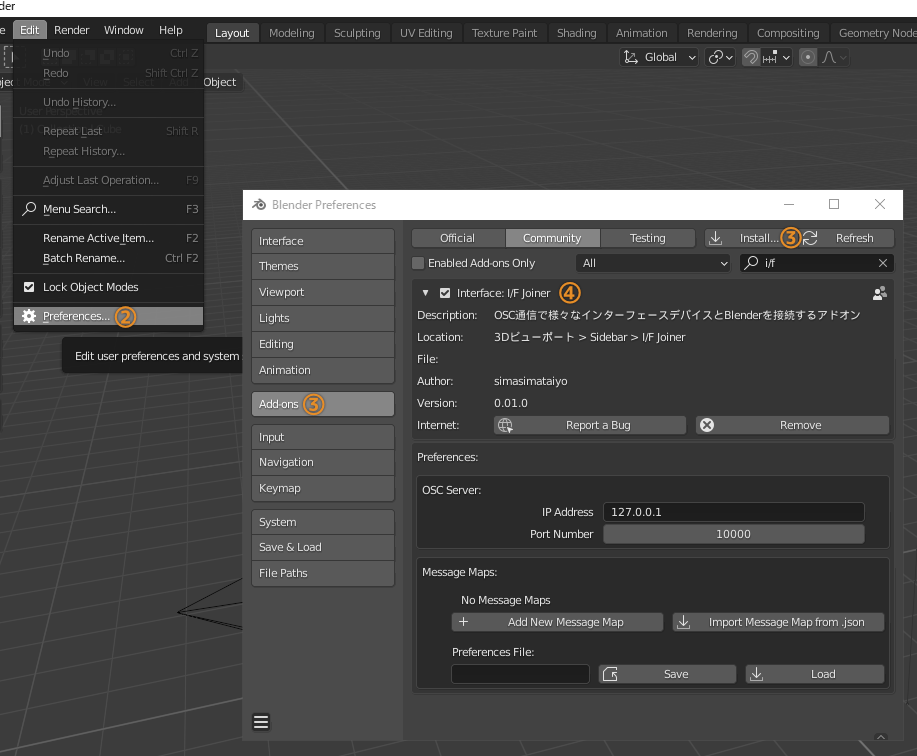 der
e Edit Render Window Help Layout Modeling Sculpting UV Editing Texture Paint Shading Animation Rendering Compositing Geometry Node
Global
Object
Undo Ctrl Z
Redo Shift Ctrl Z
Undo History...
Repeat Last Shift R
Repeat History...
Adjust Last Operation... F9
Menu Search... F3
Rename Active Item... F2
Batch Rename... Ctrl F2
Lock Object Modes
Preferences... ②
Edit user preferences and system
Blender Preferences
Interface
Themes
Viewport
Lights
Editing
Animation
Add-ons ③
Input
Navigation
Keymap
System
Save & Load
File Paths
Official Community Testing Install... ③ Refresh
Enabled Add-ons Only All i/f
Interface: I/F Joiner ④
Description: OSC通信で様々なインターフェースデバイスとBlenderを接続するアドオン
Location: 3Dビューポート > Sidebar > I/F Joiner
File:
Author: simasimataiyo
Version: 0.01.0
Internet: Report a Bug Remove
Preferences:
OSC Server:
IP Address 127.0.0.1
Port Number 10000
Message Maps:
No Message Maps
Add New Message Map Import Message Map from .json
Preferences File:
Save Load